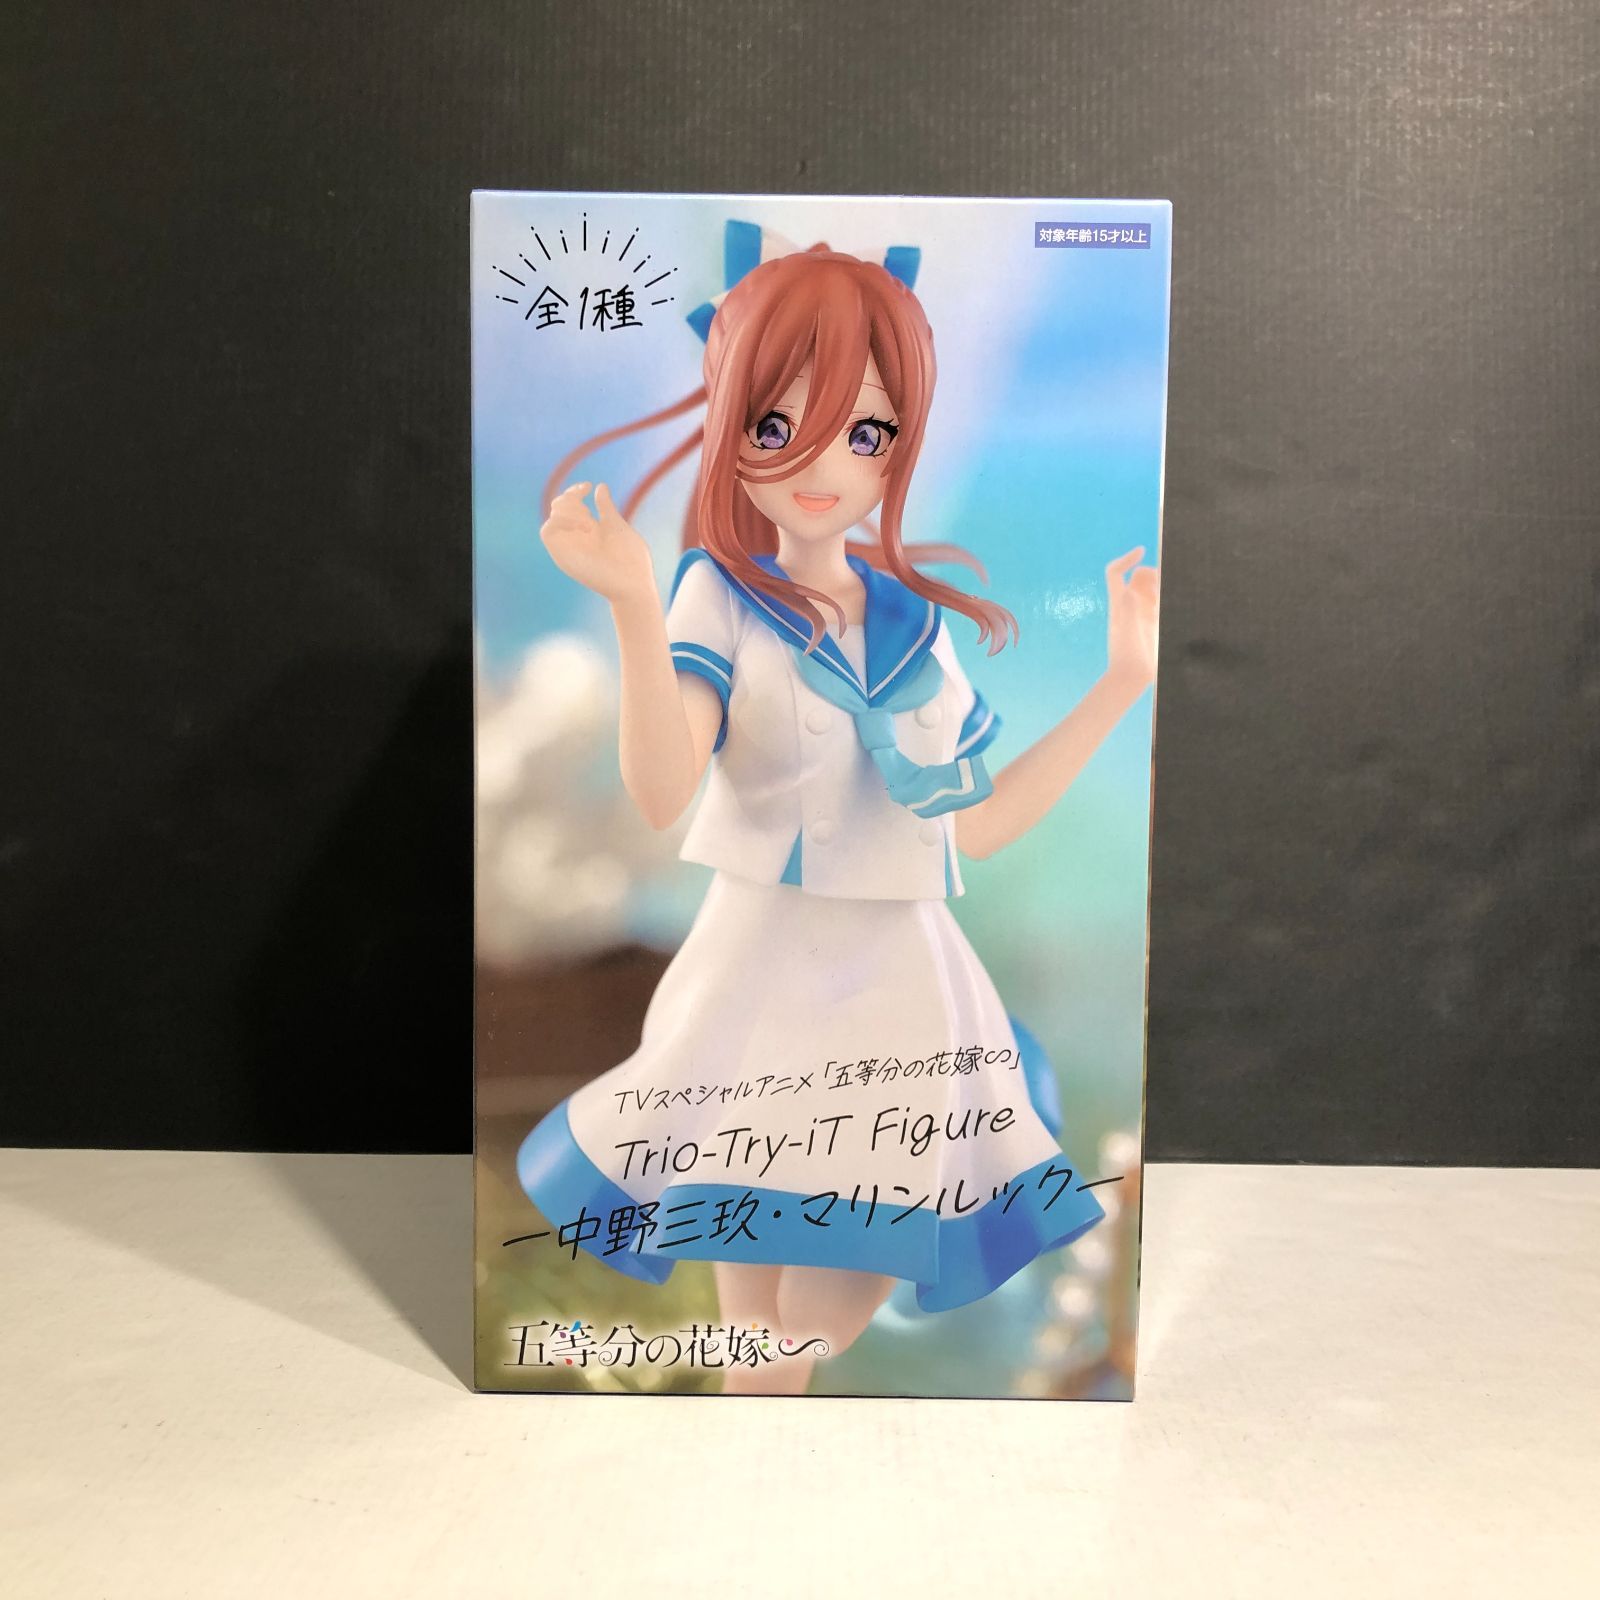 全1種
対象年齢15才以上
TVスペシャルアニメ「五等分の花嫁∽」
Trio-Try-iT Figure
ー中野三玖・マリンルックー
五等分の花嫁∽